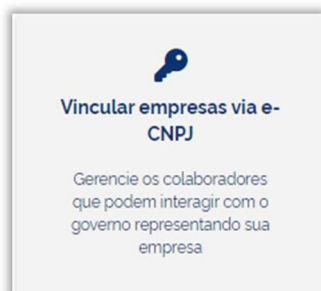 Vincular empresas via e-
CNPJ
Gerencie os colaboradores
que podem interagir com o
governo representando sua
empresa